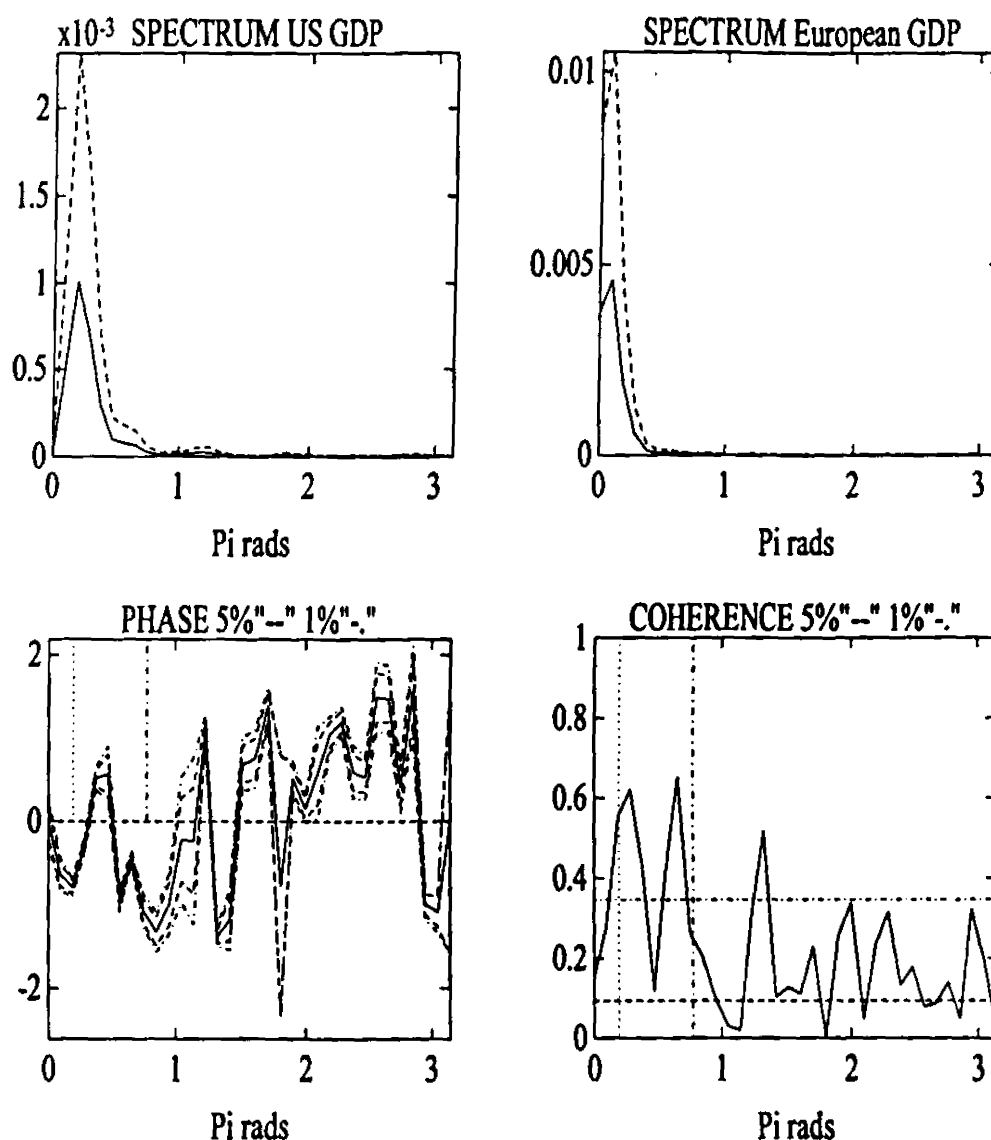 x10-3 SPECTRUM US GDP
2
1.5
1
0.5
0
0 1 2 3
Pi rads
SPECTRUM European GDP
0.01
0.005
0
0 1 2 3
Pi rads
PHASE 5%"--" 1%"-."
2
0
-2
0 1 2 3
Pi rads
COHERENCE 5%"--" 1%"-."
1
0.8
0.6
0.4
0.2
0
0 1 2 3
Pi rads